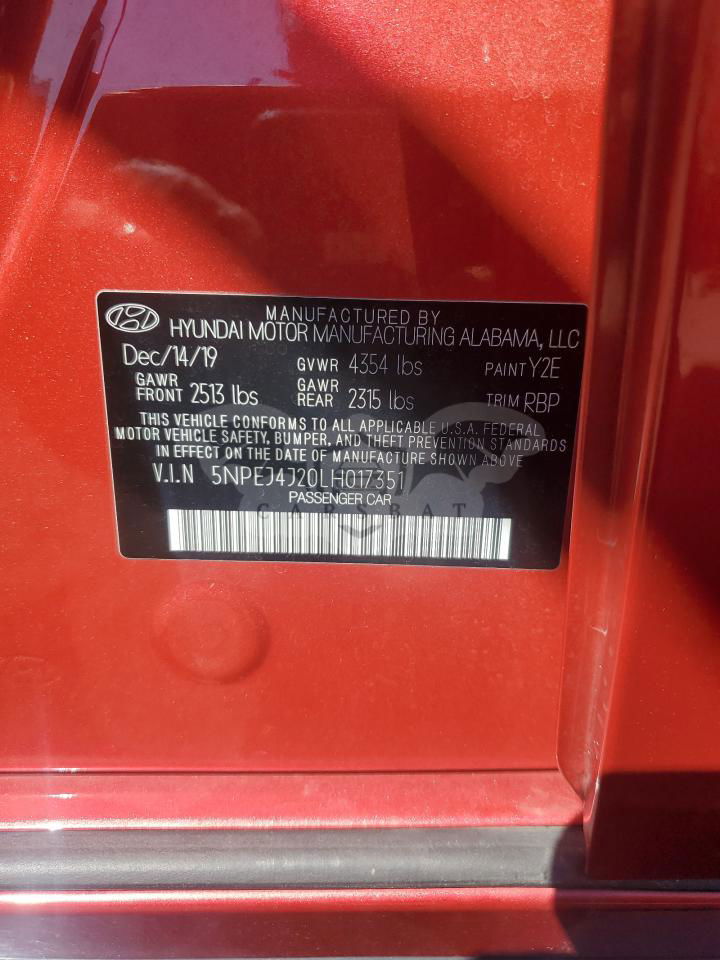 MANUFACTURED BY
HYUNDAI MOTOR MANUFACTURING ALABAMA, LLC
Dec/14/19 GVWR 4354 lbs PAINT Y2E
GAWR FRONT 2513 lbs GAWR REAR 2315 lbs TRIM RBP
THIS VEHICLE CONFORMS TO ALL APPLICABLE U.S.A. FEDERAL
MOTOR VEHICLE SAFETY, BUMPER, AND THEFT PREVENTION STANDARDS
IN EFFECT ON THE DATE OF MANUFACTURE SHOWN ABOVE
V.I.N 5NPEJ4J20LH017351
PASSENGER CAR
CARSBAT